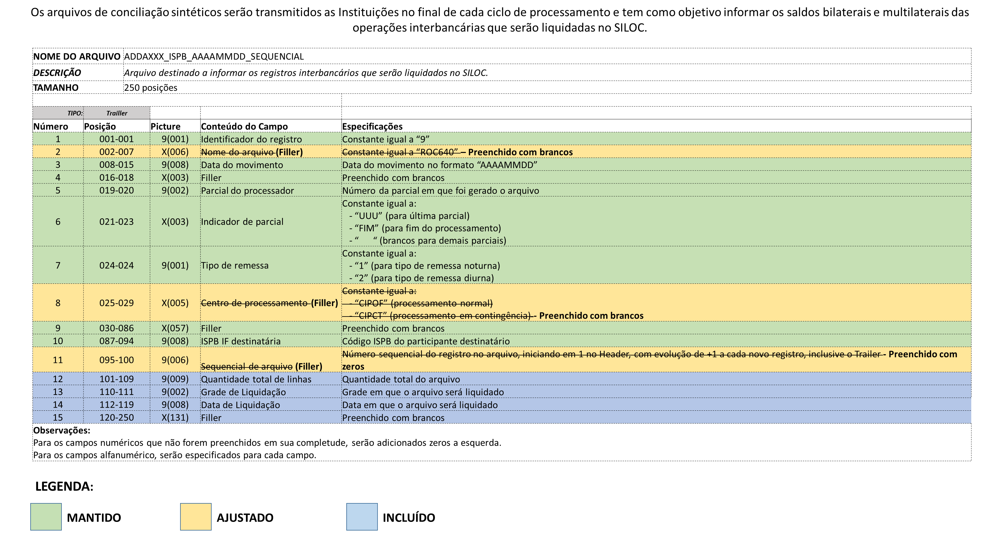 Os arquivos de conciliação sintéticos serão transmitidos as Instituições no final de cada ciclo de processamento e tem como objetivo informar os saldos bilaterais e multilaterais das
operações interbancárias que serão liquidadas no SILOC.
NOME DO ARQUIVO ADDAXXX_ISPB_AAAAMMDD_SEQUENCIAL
DESCRIÇÃO Arquivo destinado a informar os registros interbancários que serão liquidados no SILOC.
TAMANHO 250 posições
TIPO: Trailler
Número Posição Picture Conteúdo do Campo Especificações
1 001-001 9(001) Identificador do registro Constante igual a “9”
2 002-007 X(006) Nome do arquivo (Filler) Constante igual a “ROC640” – Preenchido com brancos
3 008-015 9(008) Data do movimento Data do movimento no formato “AAAAMMDD”
4 016-018 X(003) Filler Preenchido com brancos
5 019-020 9(002) Parcial do processador Número da parcial em que foi gerado o arquivo
6 021-023 X(003) Indicador de parcial Constante igual a:
- “UUU” (para última parcial)
- “FIM” (para fim do processamento)
- “     “ (brancos para demais parciais)
7 024-024 9(001) Tipo de remessa Constante igual a:
- “1” (para tipo de remessa noturna)
- “2” (para tipo de remessa diurna)
8 025-029 X(005) Centro de processamento (Filler) Constante igual a:
- “CIPOF” (processamento normal)
- “CIPCT” (processamento em contingência) - Preenchido com brancos
9 030-086 X(057) Filler Preenchido com brancos
10 087-094 9(008) ISPB IF destinatária Código ISPB do participante destinatário
11 095-100 9(006) Sequencial de arquivo (Filler) Número sequencial do registro no arquivo, iniciando em 1 no Header, com evolução de +1 a cada novo registro, inclusive o Trailer - Preenchido com
zeros
12 101-109 9(009) Quantidade total de linhas Quantidade total do arquivo
13 110-111 9(002) Grade de Liquidação Grade em que o arquivo será liquidado
14 112-119 9(008) Data de Liquidação Data em que o arquivo será liquidado
15 120-250 X(131) Filler Preenchido com brancos
Observações:
Para os campos numéricos que não forem preenchidos em sua completude, serão adicionados zeros a esquerda.
Para os campos alfanumérico, serão especificados para cada campo.
LEGENDA:
MANTIDO AJUSTADO INCLUÍDO